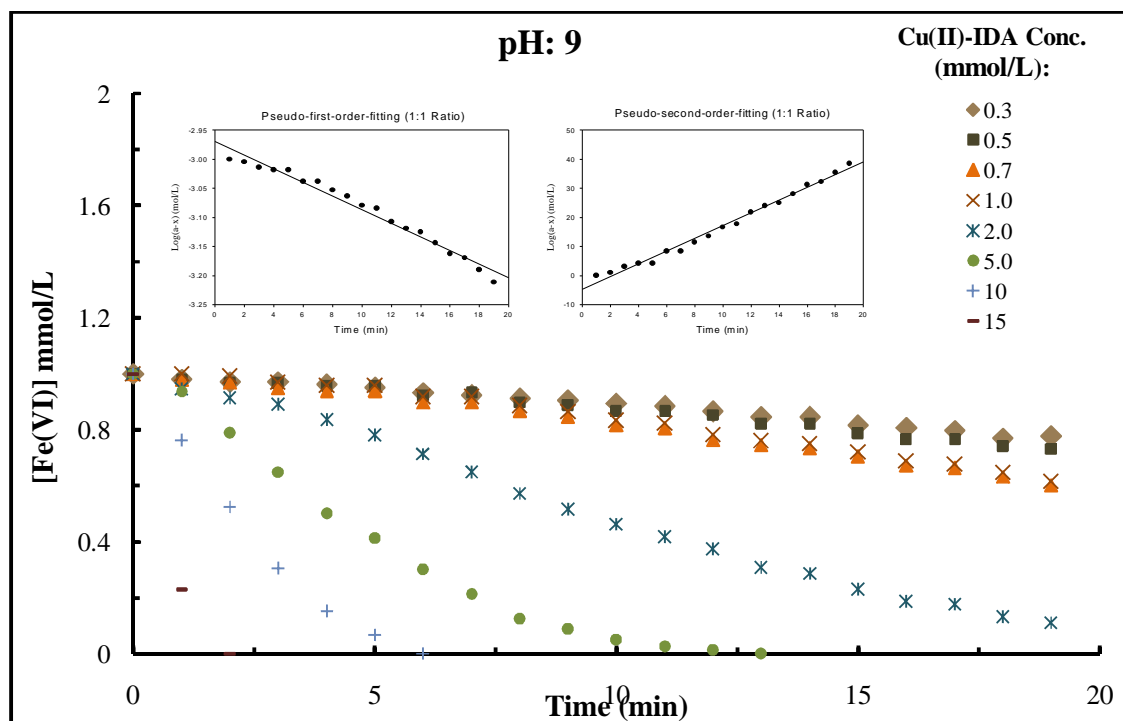 pH: 9
Cu(II)-IDA Conc.
(mmol/L):
0.3
0.5
0.7
1.0
2.0
5.0
10
15
Pseudo-first-order-fitting (1:1 Ratio)
-2.95
-3.00
-3.05
-3.10
-3.15
-3.20
-3.25
Log(a-x) (mol/L)
0 2 4 6 8 10 12 14 16 18 20
Time (min)
Pseudo-second-order-fitting (1:1 Ratio)
50
40
30
20
10
0
-10
Log(a-x) (mol/L)
0 2 4 6 8 10 12 14 16 18 20
Time (min)
[Fe(VI)] mmol/L
2
1.6
1.2
0.8
0.4
0
0 5 10 15 20
Time (min)